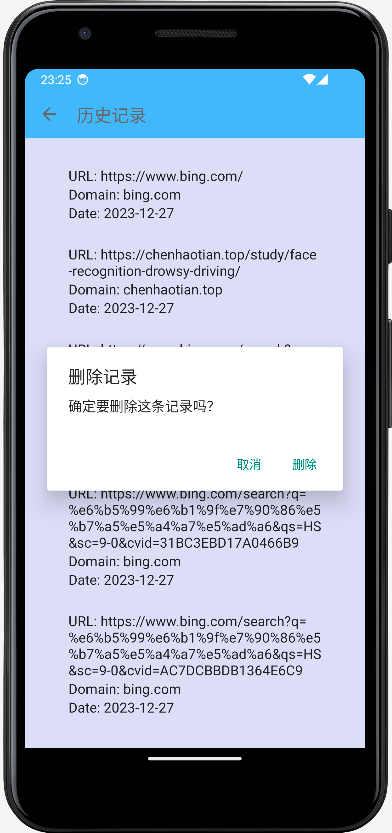 23:25
历史记录
URL: https://www.bing.com/
Domain: bing.com
Date: 2023-12-27
URL: https://chenhaotian.top/study/face
-recognition-drowsy-driving/
Domain: chenhaotian.top
Date: 2023-12-27
删除记录
确定要删除这条记录吗?
取消 删除
URL: https://www.bing.com/search?q=
%e6%b5%99%e6%b1%9f%e7%90%86%e5
%b7%a5%e5%a4%a7%e5%ad%a6&qs=HS
&sc=9-0&cvid=31BC3EBD17A0466B9
Domain: bing.com
Date: 2023-12-27
URL: https://www.bing.com/search?q=
%e6%b5%99%e6%b1%9f%e7%90%86%e5
%b7%a5%e5%a4%a7%e5%ad%a6&qs=HS
&sc=9-0&cvid=AC7DCBBDB1364E6C9
Domain: bing.com
Date: 2023-12-27